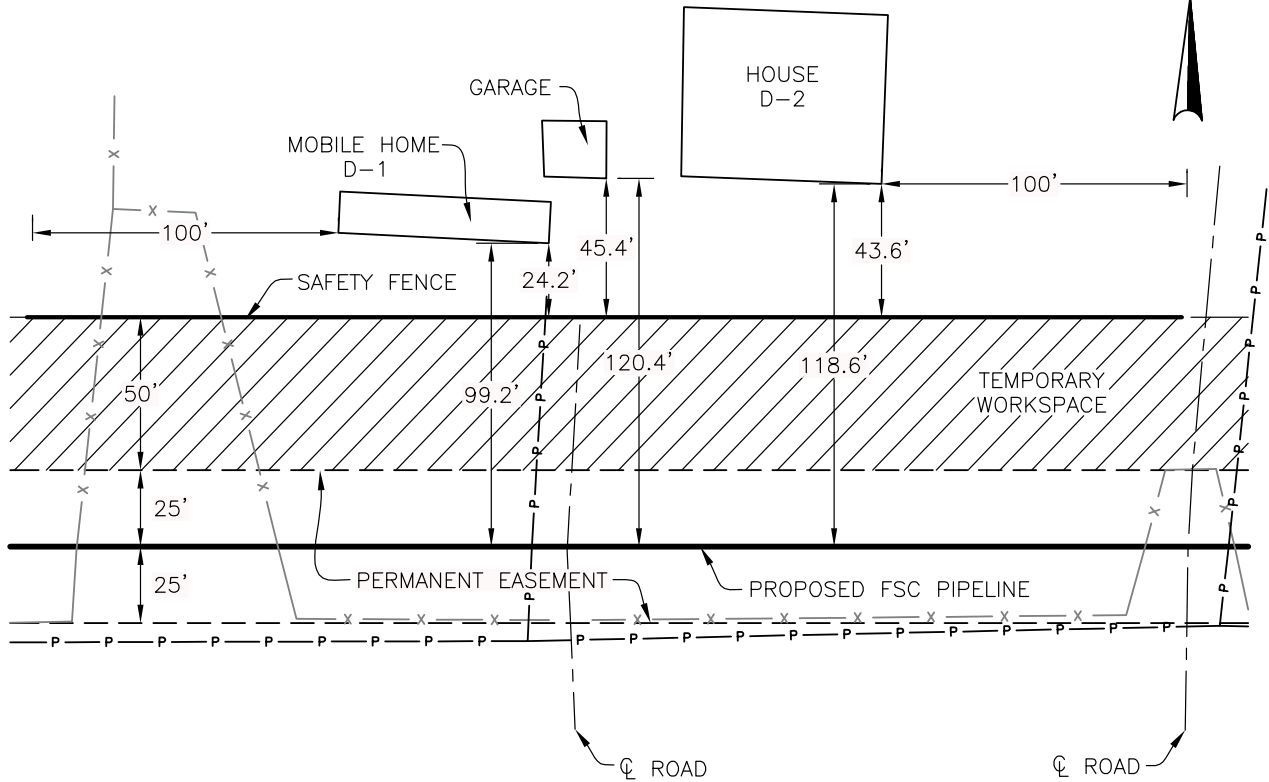 HOUSE
D-2
GARAGE
MOBILE HOME
D-1
100'
100'
45.4'
43.6'
24.2'
SAFETY FENCE
120.4'
118.6'
99.2'
50'
TEMPORARY
WORKSPACE
25'
25'
PERMANENT EASEMENT
PROPOSED FSC PIPELINE
℄ ROAD
℄ ROAD